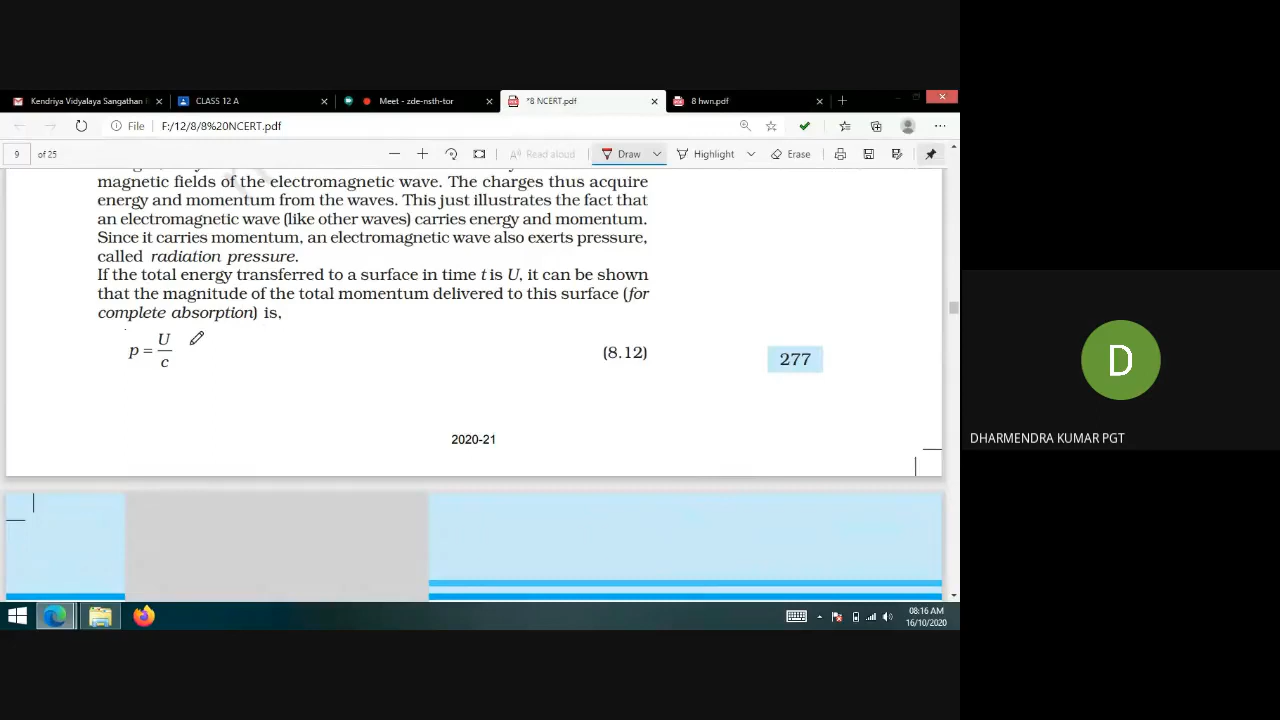 Kendriya Vidyalaya Sangathan
CLASS 12 A
Meet - zde-nsth-tor
*8 NCERT.pdf
8 hwn.pdf
File
F:/12/8/8%20NCERT.pdf
9
of 25
Read aloud
Draw
Highlight
Erase
magnetic fields of the electromagnetic wave. The charges thus acquire
energy and momentum from the waves. This just illustrates the fact that
an electromagnetic wave (like other waves) carries energy and momentum.
Since it carries momentum, an electromagnetic wave also exerts pressure,
called radiation pressure.
If the total energy transferred to a surface in time t is U, it can be shown
that the magnitude of the total momentum delivered to this surface (for
complete absorption) is,
p = U/c
(8.12)
277
2020-21
D
DHARMENDRA KUMAR PGT
08:16 AM
16/10/2020